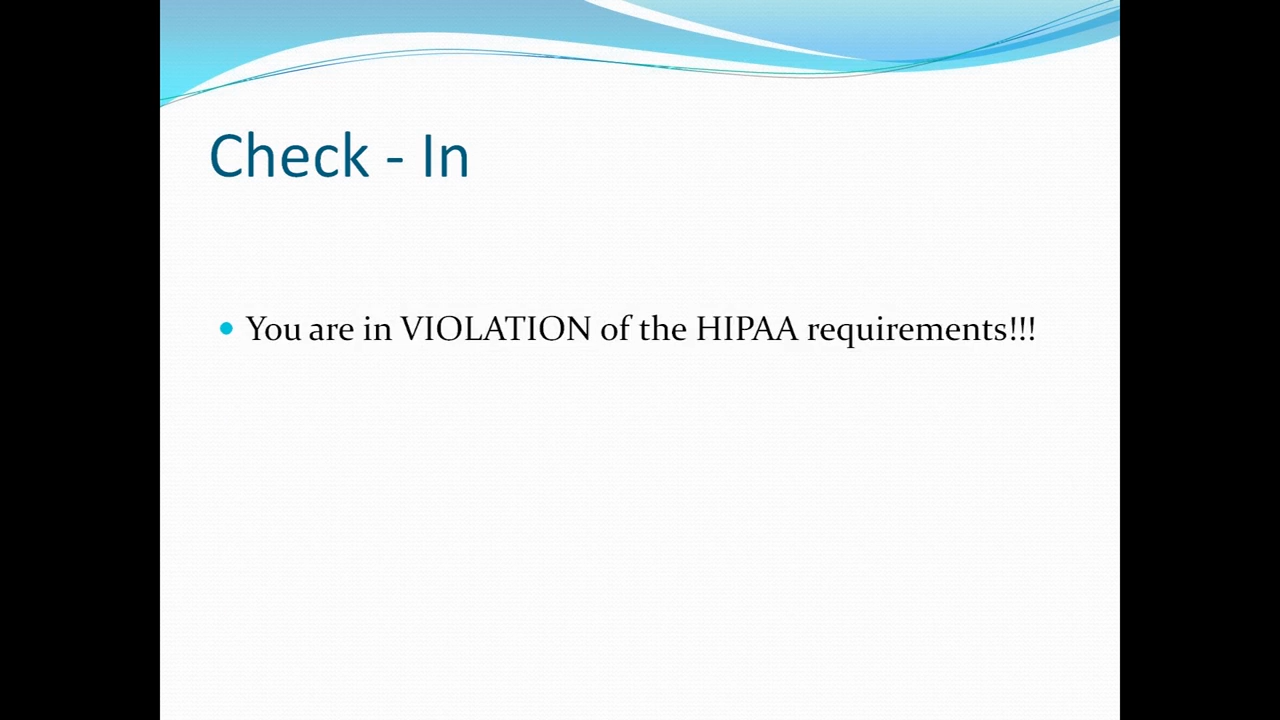 Check - In
You are in VIOLATION of the HIPAA requirements!!!